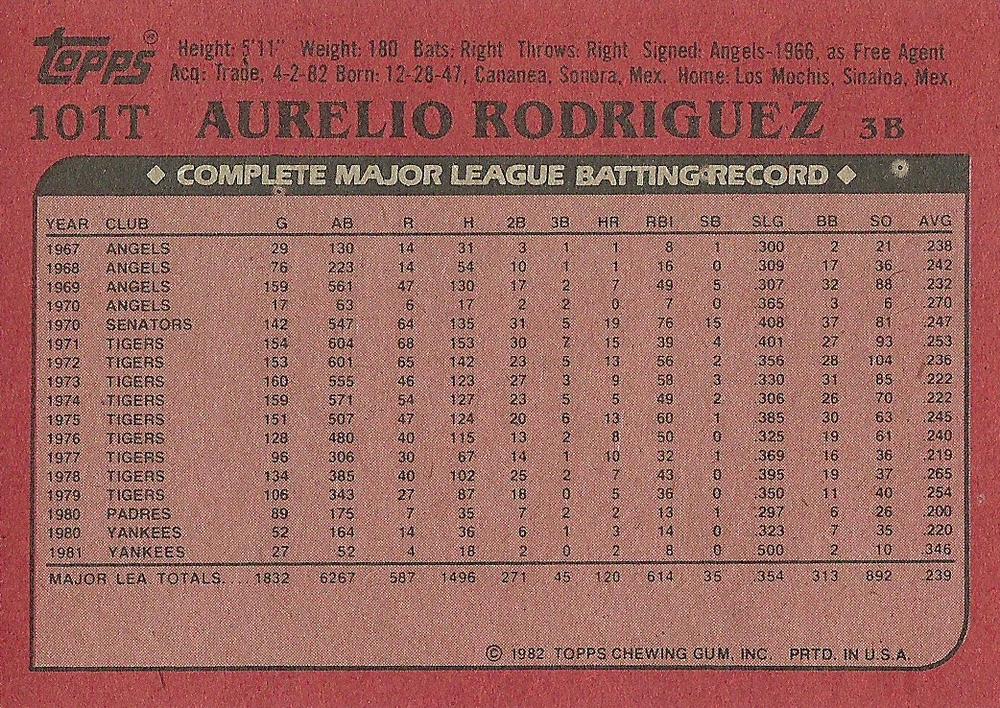 Topps® Height: 5'11" Weight: 180 Bats: Right Throws: Right Signed: Angels-1966, as Free Agent
Acq: Trade, 4-2-82 Born: 12-28-47, Cananea, Sonora, Mex. Home: Los Mochis, Sinaloa, Mex.
101T AURELIO RODRIGUEZ 3B
◆ COMPLETE MAJOR LEAGUE BATTING RECORD ◆
YEAR CLUB G AB R H 2B 3B HR RBI SB SLG BB SO AVG
1967 ANGELS 29 130 14 31 3 1 1 8 1 .300 2 21 .238
1968 ANGELS 76 223 14 54 10 1 1 16 0 .309 17 36 .242
1969 ANGELS 159 561 47 130 17 2 7 49 5 .307 32 88 .232
1970 ANGELS 17 63 6 17 2 2 0 7 0 .365 3 6 .270
1970 SENATORS 142 547 64 135 31 5 19 76 15 .408 37 81 .247
1971 TIGERS 154 604 68 153 30 7 15 39 4 .401 27 93 .253
1972 TIGERS 153 601 65 142 23 5 13 56 2 .356 28 104 .236
1973 TIGERS 160 555 46 123 27 3 9 58 3 .330 31 85 .222
1974 TIGERS 159 571 54 127 23 5 5 49 2 .306 26 70 .222
1975 TIGERS 151 507 47 124 20 6 13 60 1 .385 30 63 .245
1976 TIGERS 128 480 40 115 13 2 8 50 0 .325 19 61 .240
1977 TIGERS 96 306 30 67 14 1 10 32 1 .369 16 36 .219
1978 TIGERS 134 385 40 102 25 2 7 43 0 .395 19 37 .265
1979 TIGERS 106 343 27 87 18 0 5 36 0 .350 11 40 .254
1980 PADRES 89 175 7 35 7 2 2 13 1 .297 6 26 .200
1980 YANKEES 52 164 14 36 6 1 3 14 0 .323 7 35 .220
1981 YANKEES 27 52 4 18 2 0 2 8 0 .500 2 10 .346
MAJOR LEA TOTALS. . . 1832 6267 587 1496 271 45 120 614 35 .354 313 892 .239
© 1982 TOPPS CHEWING GUM, INC. PRTD. IN U.S.A.